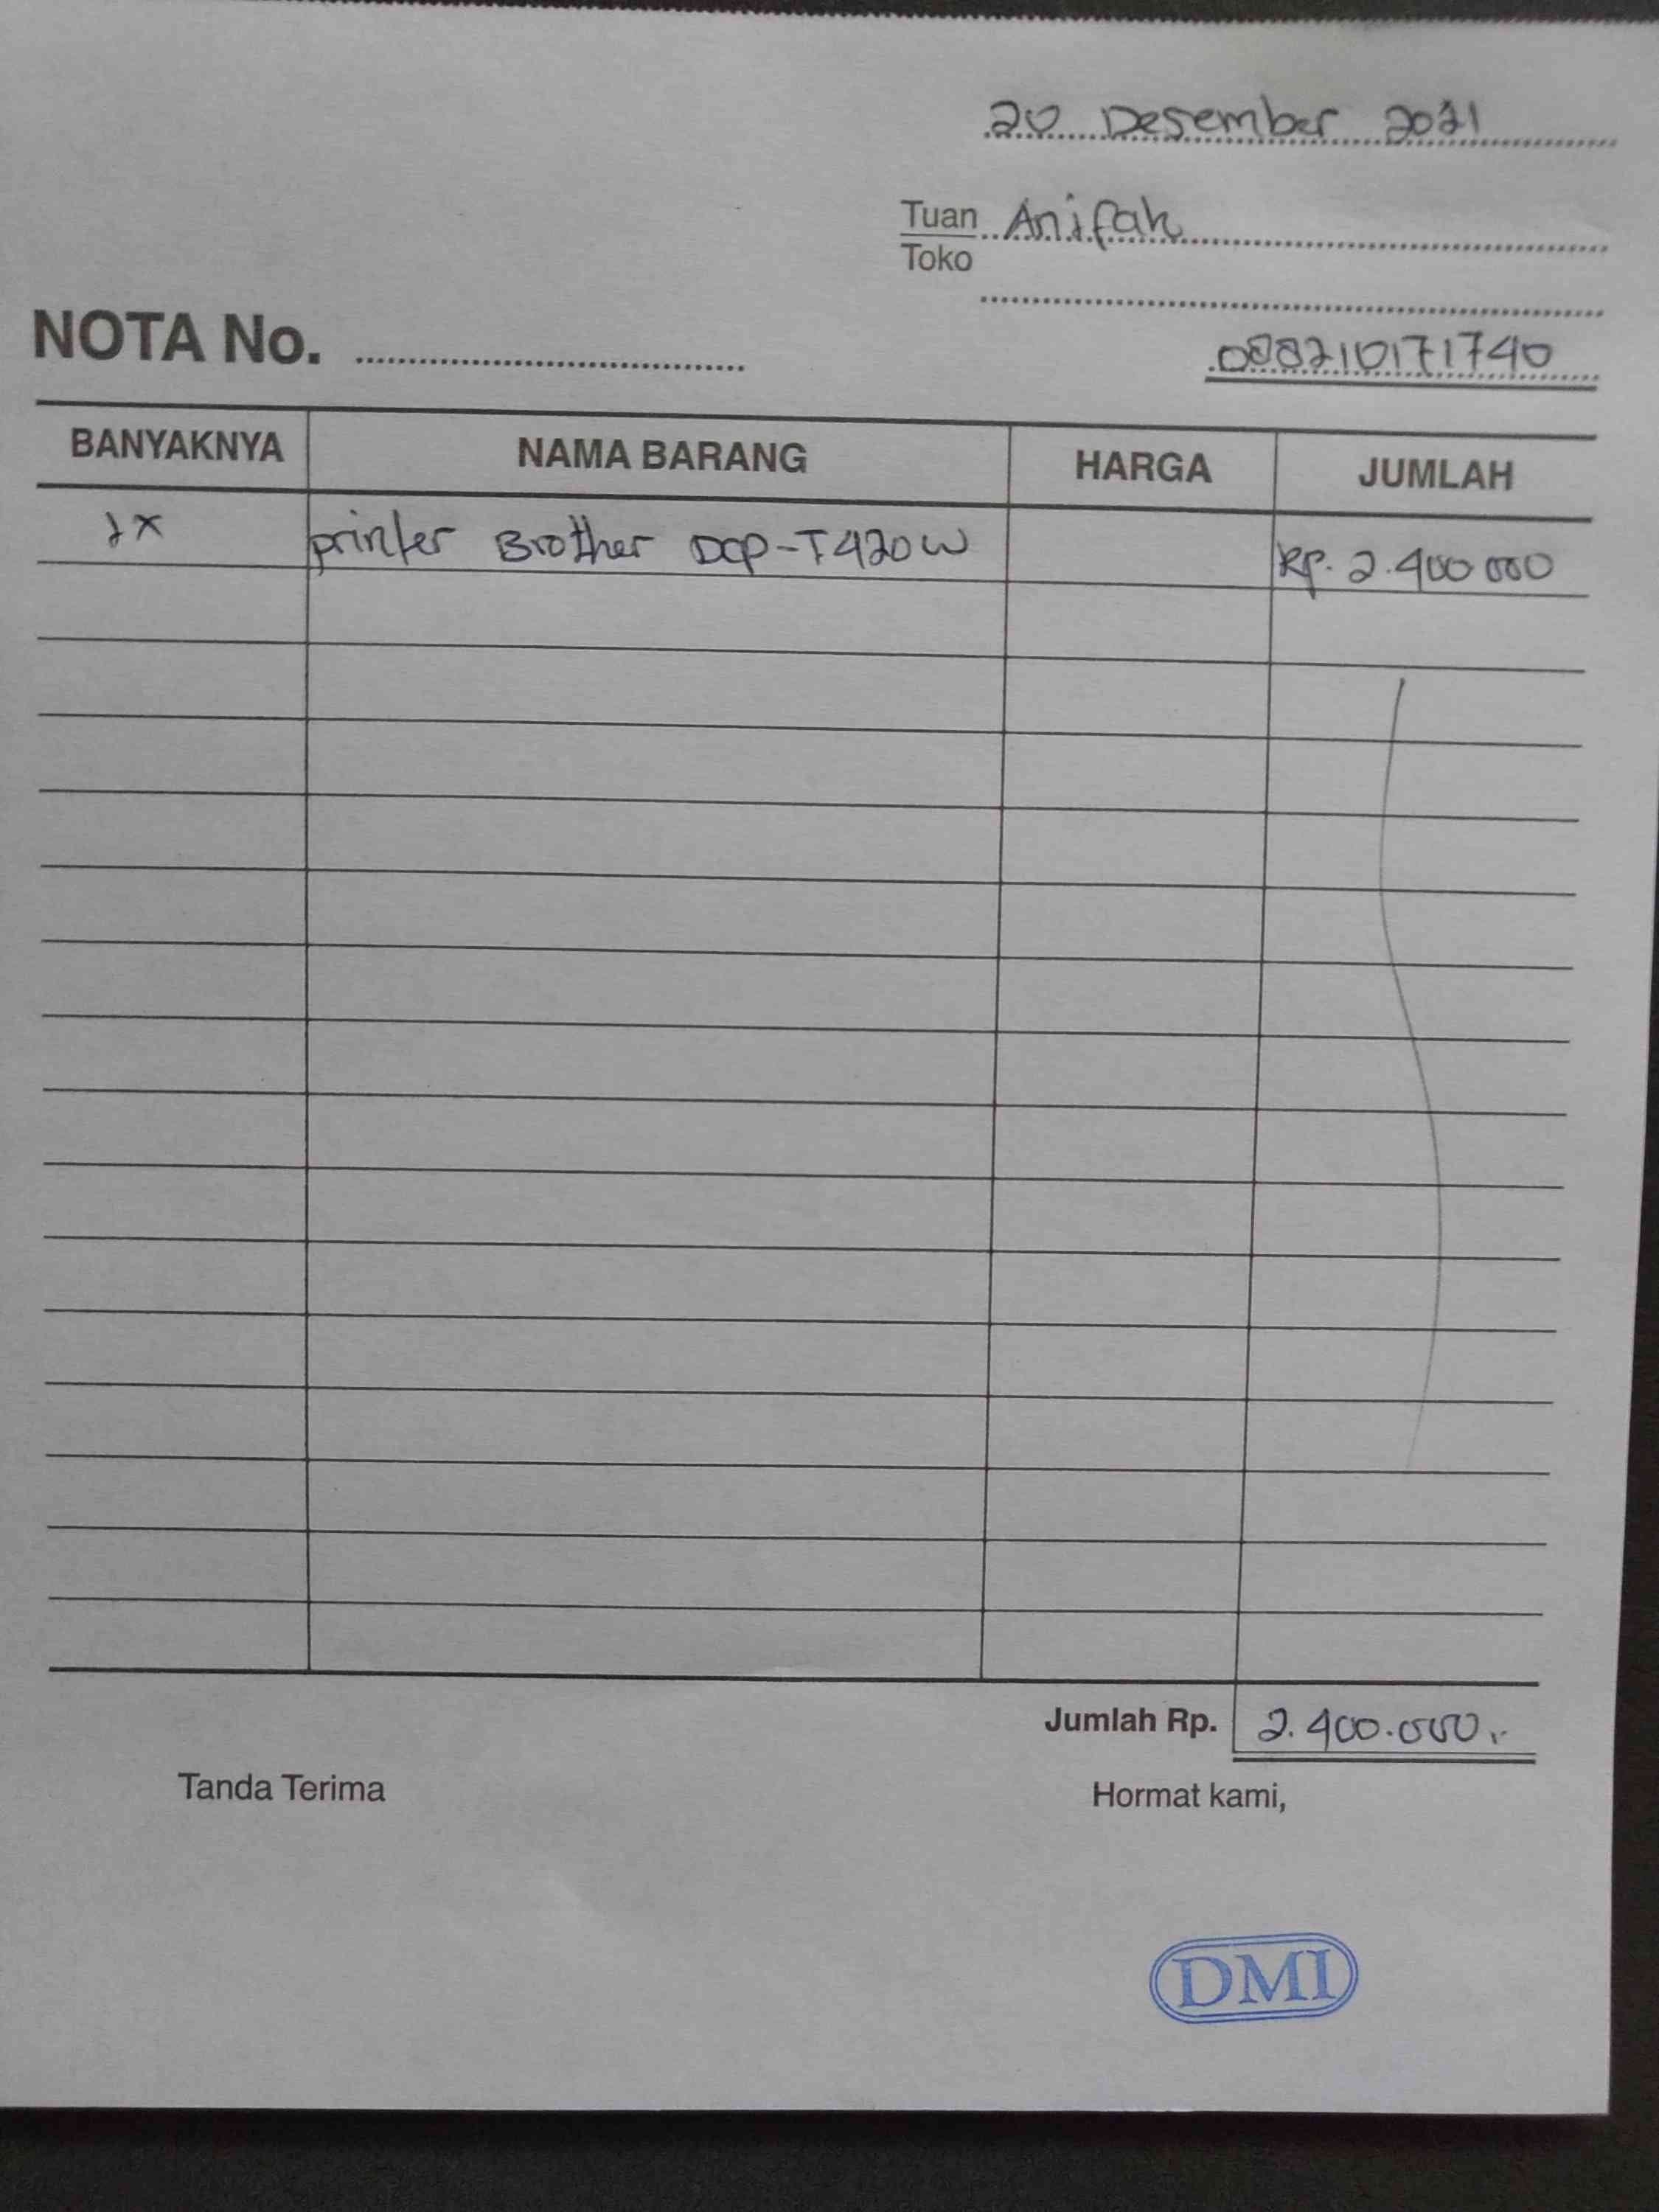 20 Desember 2021
Tuan Anifah
Toko
NOTA No.
088210171740
BANYAKNYA NAMA BARANG HARGA JUMLAH
1x printer Brother DCP-T420W Rp. 2.400.000
Jumlah Rp. 2.400.000,-
Tanda Terima Hormat kami,
DMI